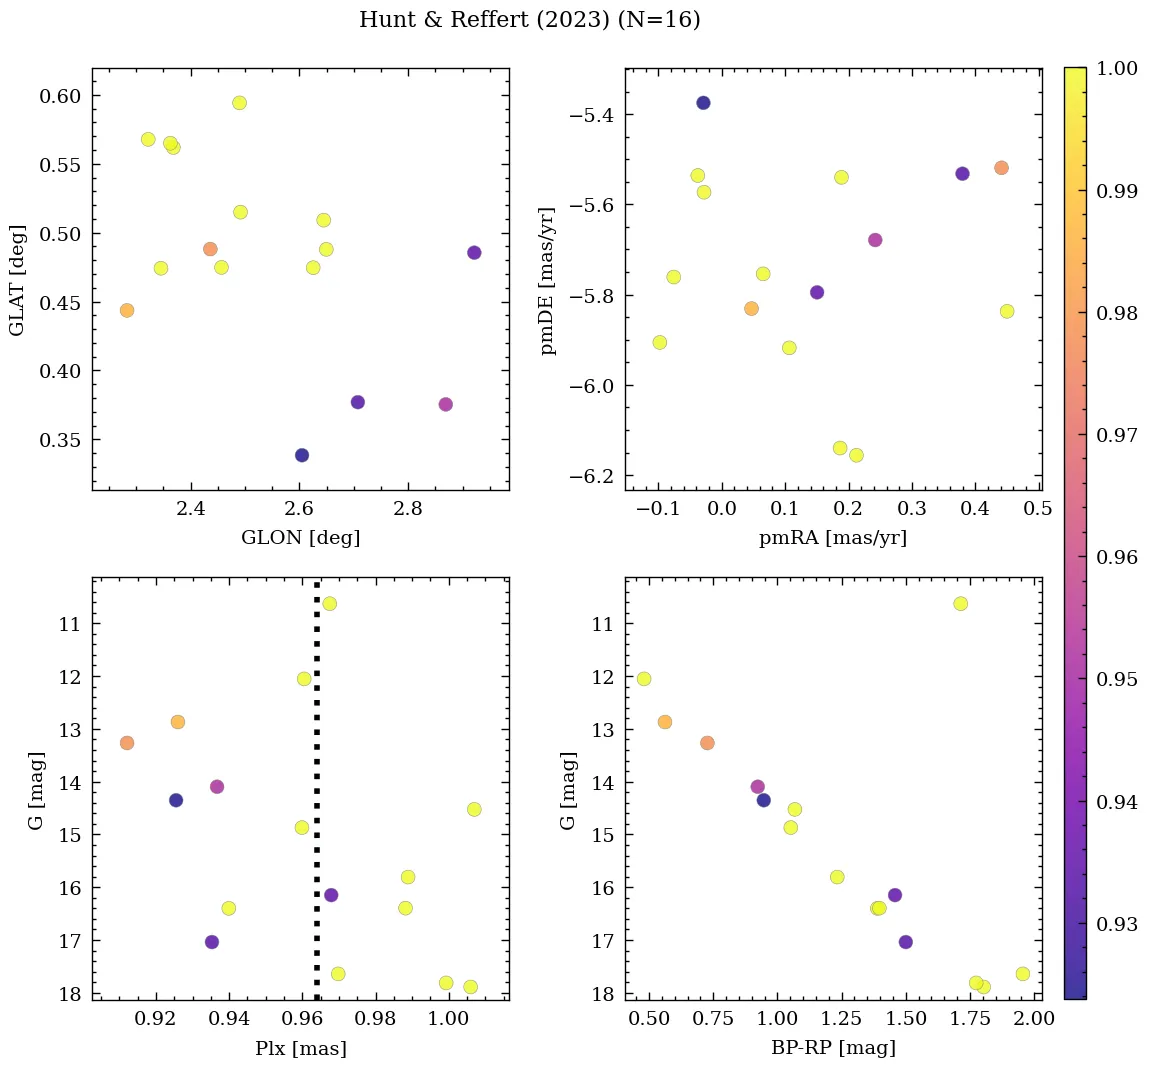 Hunt & Reffert (2023) (N=16)
0.60
0.55
0.50
0.45
0.40
0.35
GLAT [deg]
2.4 2.6 2.8
GLON [deg]
−5.4
−5.6
−5.8
−6.0
−6.2
pmDE [mas/yr]
−0.1 0.0 0.1 0.2 0.3 0.4 0.5
pmRA [mas/yr]
11
12
13
14
15
16
17
18
G [mag]
0.92 0.94 0.96 0.98 1.00
Plx [mas]
11
12
13
14
15
16
17
18
G [mag]
0.50 0.75 1.00 1.25 1.50 1.75 2.00
BP-RP [mag]
1.00
0.99
0.98
0.97
0.96
0.95
0.94
0.93